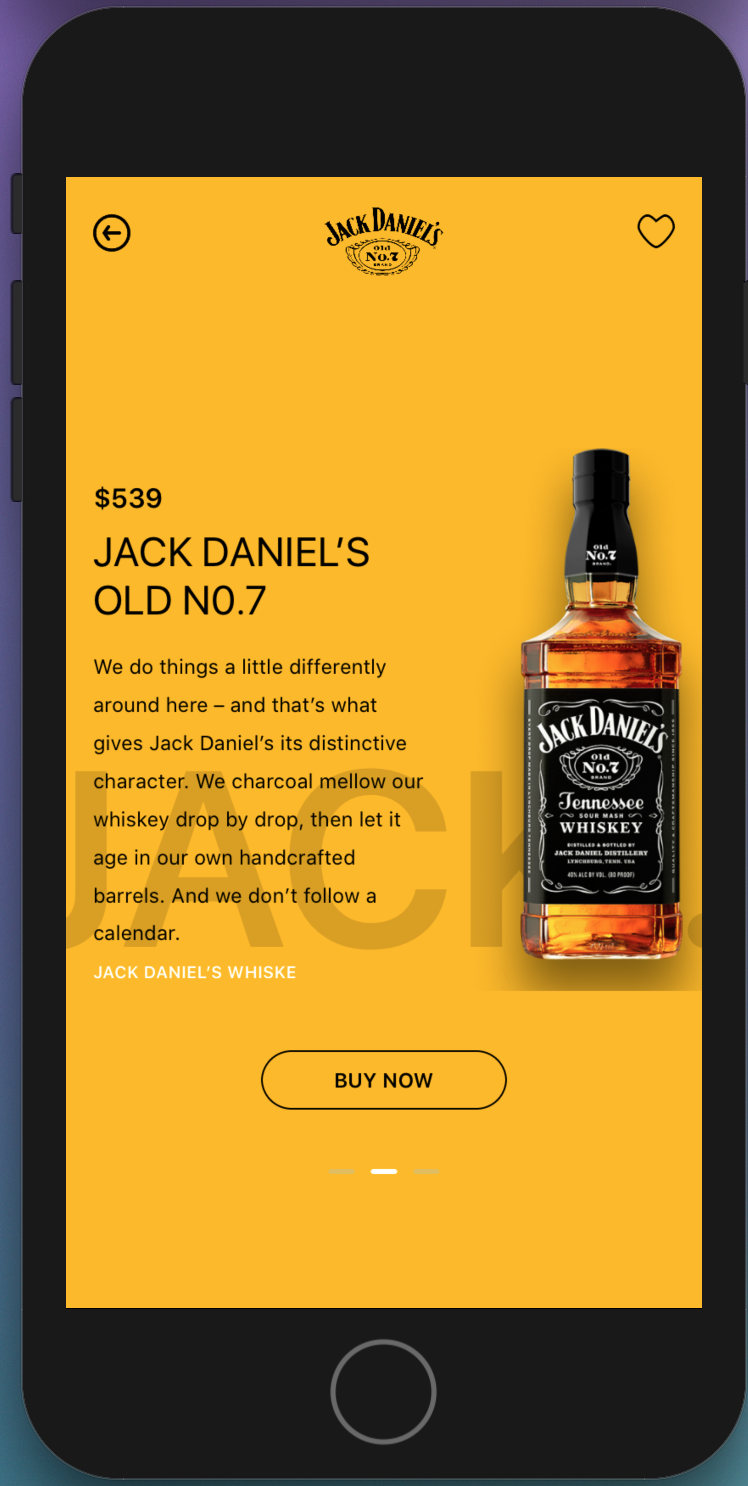 JACK DANIEL'S
Old
No.7
BRAND
$539
JACK DANIEL’S
OLD N0.7
We do things a little differently
around here – and that’s what
gives Jack Daniel’s its distinctive
character. We charcoal mellow our
whiskey drop by drop, then let it
age in our own handcrafted
barrels. And we don’t follow a
calendar.
JACK DANIEL’S WHISKE
JACK.
Old
No.7
BRAND.
JACK DANIEL'S
Old
No.7
BRAND
Tennessee
SOUR MASH
WHISKEY
DISTILLED & BOTTLED BY
JACK DANIEL DISTILLERY
LYNCHBURG, TENN. USA
40% ALC BY VOL. (80 PROOF)
BUY NOW